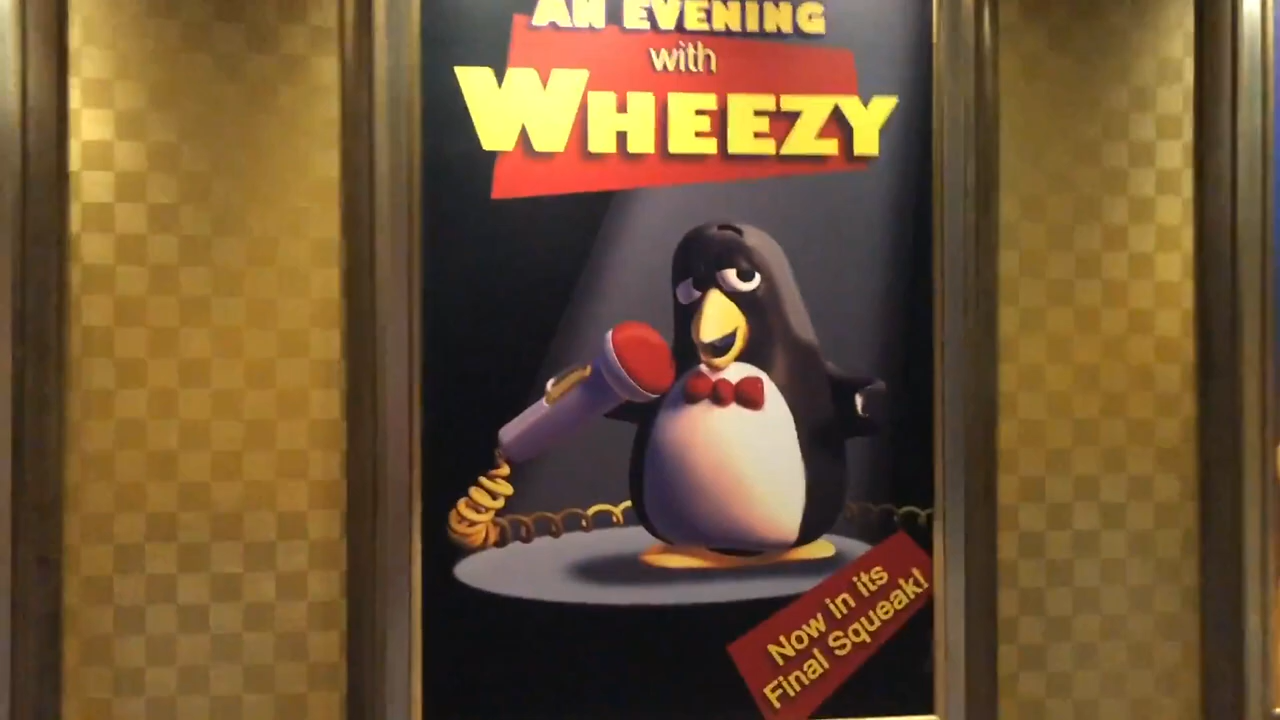 AN EVENING
with
WHEEZY
Now in its
Final Squeak!